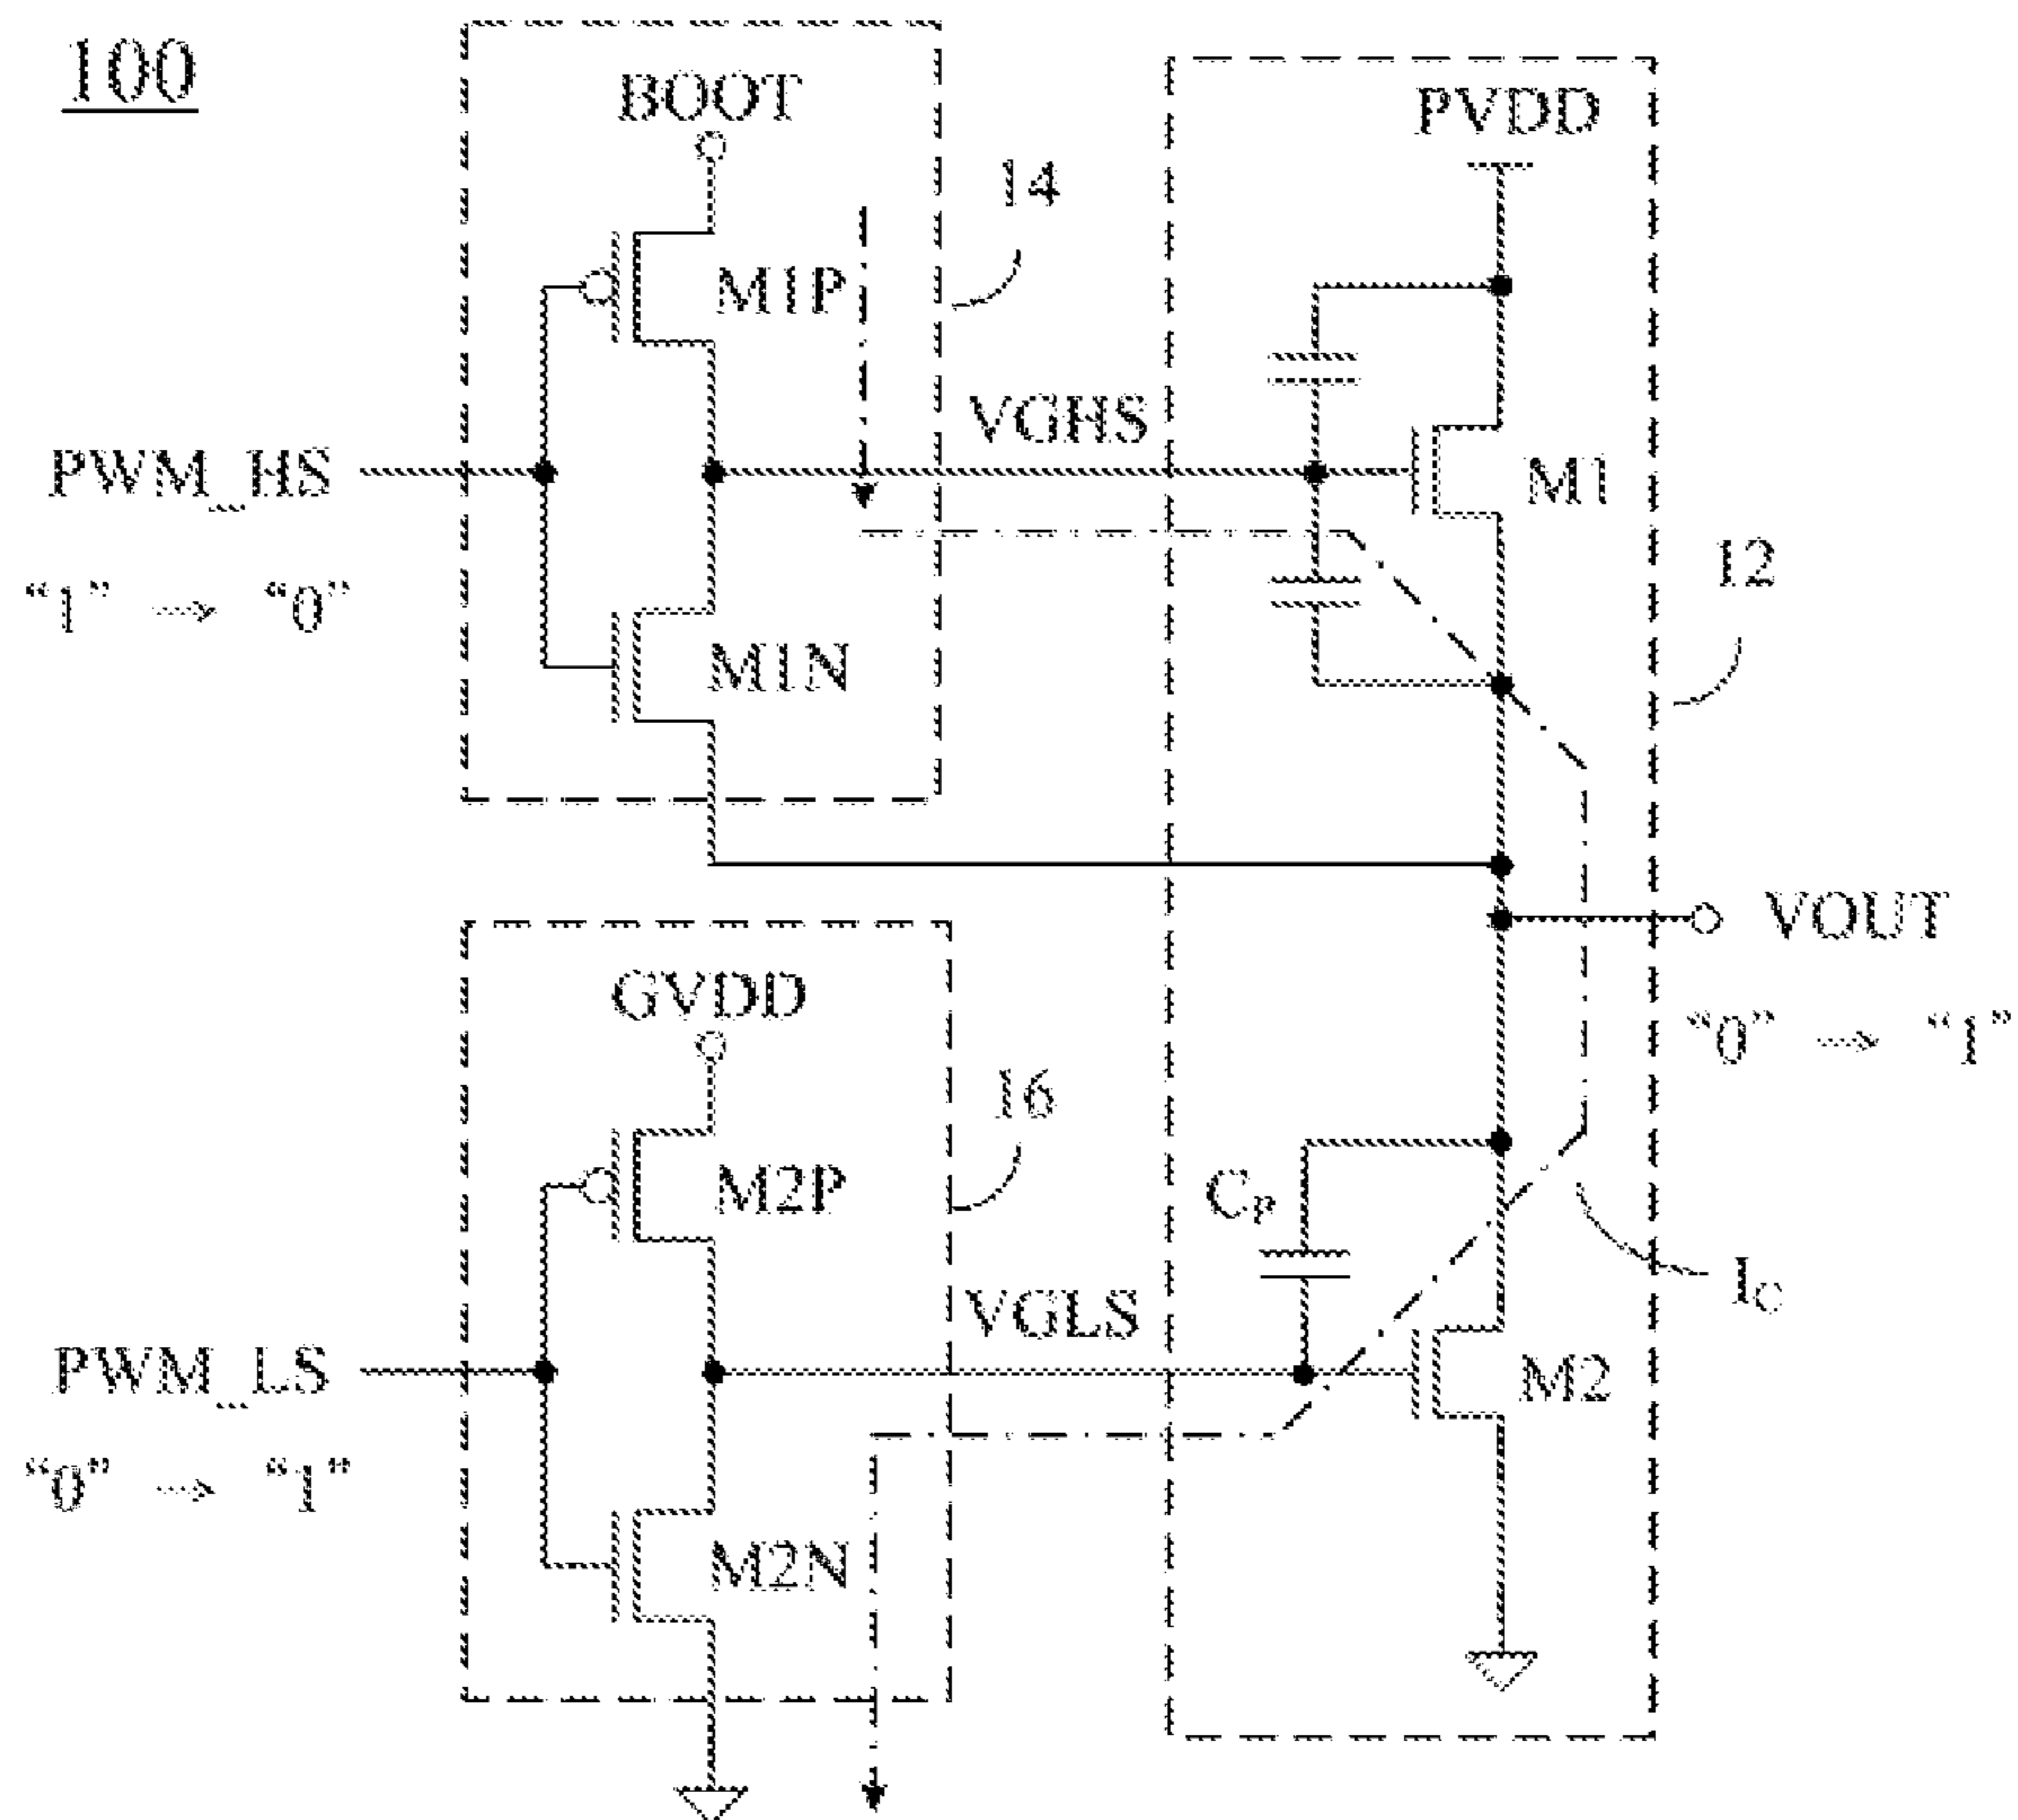 100
BOOT
PVDD
14
M1P
VGHS
PWM_HS
M1
"1" → "0"
12
M1N
VOUT
GVDD
"0" → "1"
16
M2P
CP
IC
VGLS
PWM_LS
M2
"0" → "1"
M2N